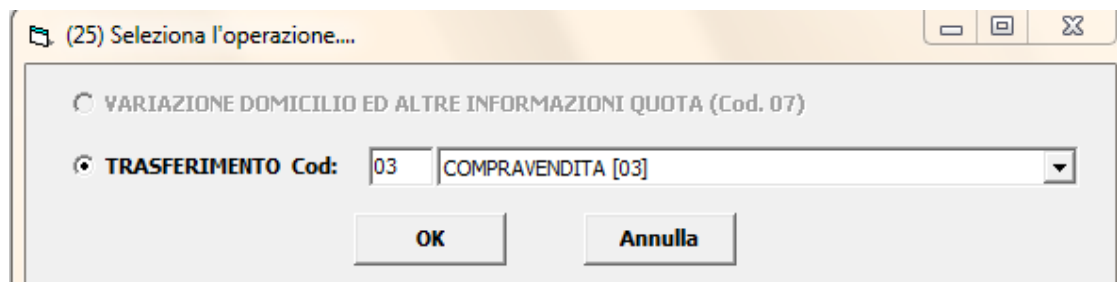 (25) Seleziona l'operazione....
VARIAZIONE DOMICILIO ED ALTRE INFORMAZIONI QUOTA (Cod. 07)
TRASFERIMENTO Cod: 03 COMPRAVENDITA [03]
OK Annulla